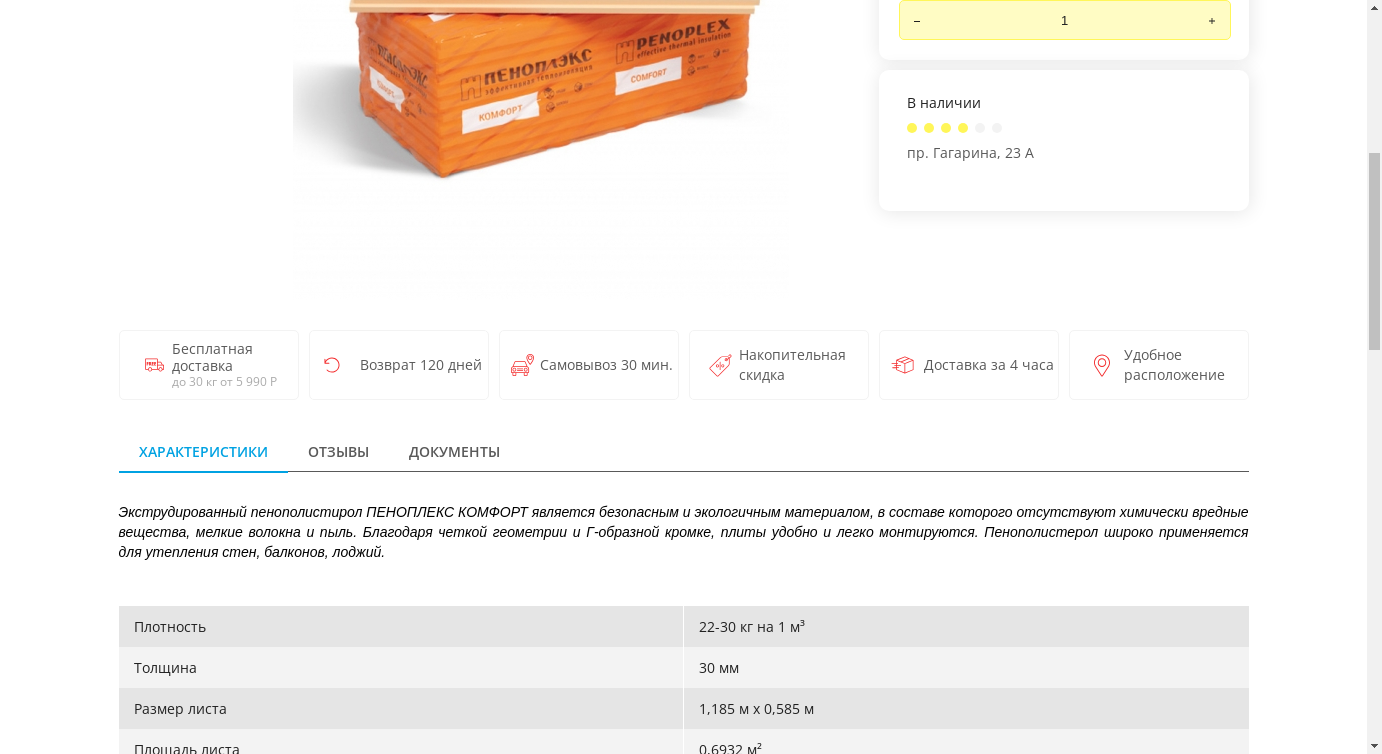 −
1
+
ПЕНОПЛЭКС
эффективная теплоизоляция
КОМФОРТ
PENOPLEX
effective thermal insulation
COMFORT
В наличии
пр. Гагарина, 23 А
Бесплатная
доставка
до 30 кг от 5 990 Р
Возврат 120 дней
Самовывоз 30 мин.
Накопительная
скидка
Доставка за 4 часа
Удобное
расположение
ХАРАКТЕРИСТИКИ
ОТЗЫВЫ
ДОКУМЕНТЫ
Экструдированный пенополистирол ПЕНОПЛЕКС КОМФОРТ является безопасным и экологичным материалом, в составе которого отсутствуют химически вредные
вещества, мелкие волокна и пыль. Благодаря четкой геометрии и Г-образной кромке, плиты удобно и легко монтируются. Пенополистерол широко применяется
для утепления стен, балконов, лоджий.
Плотность 22-30 кг на 1 м³
Толщина 30 мм
Размер листа 1,185 м х 0,585 м
Площадь листа 0,6932 м²